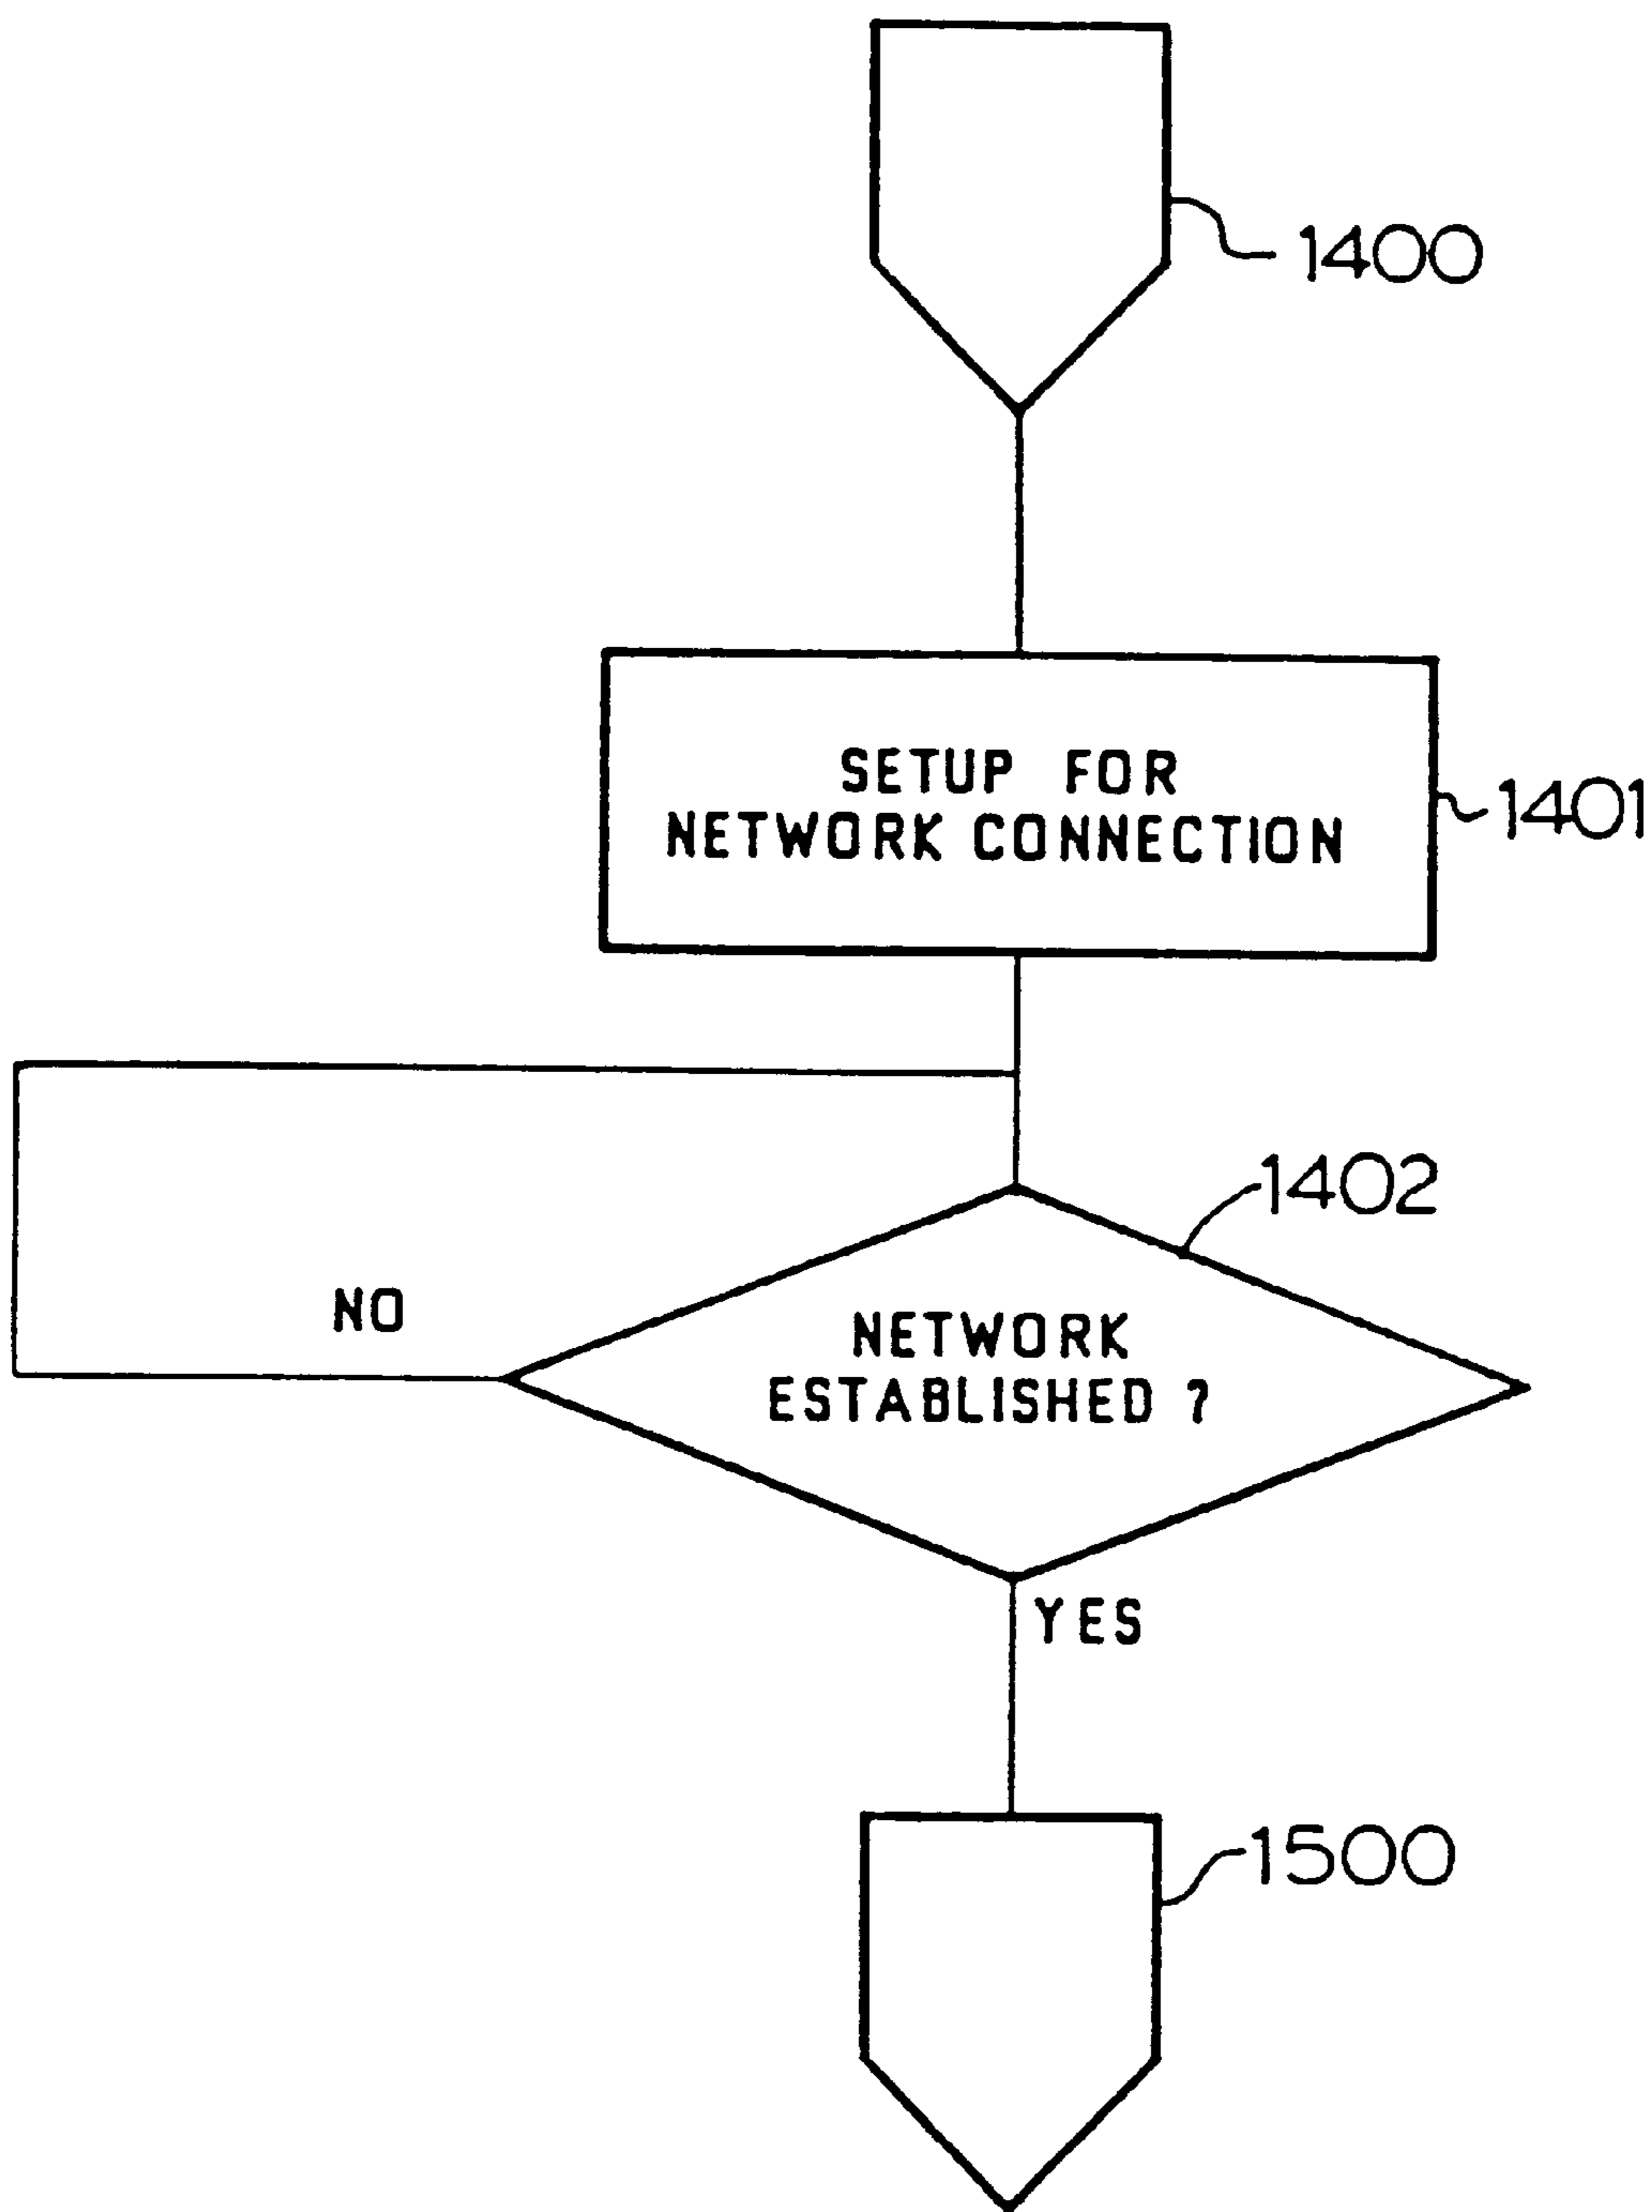 1400
SETUP FOR
NETWORK CONNECTION
1401
1402
NO
NETWORK
ESTABLISHED ?
YES
1500